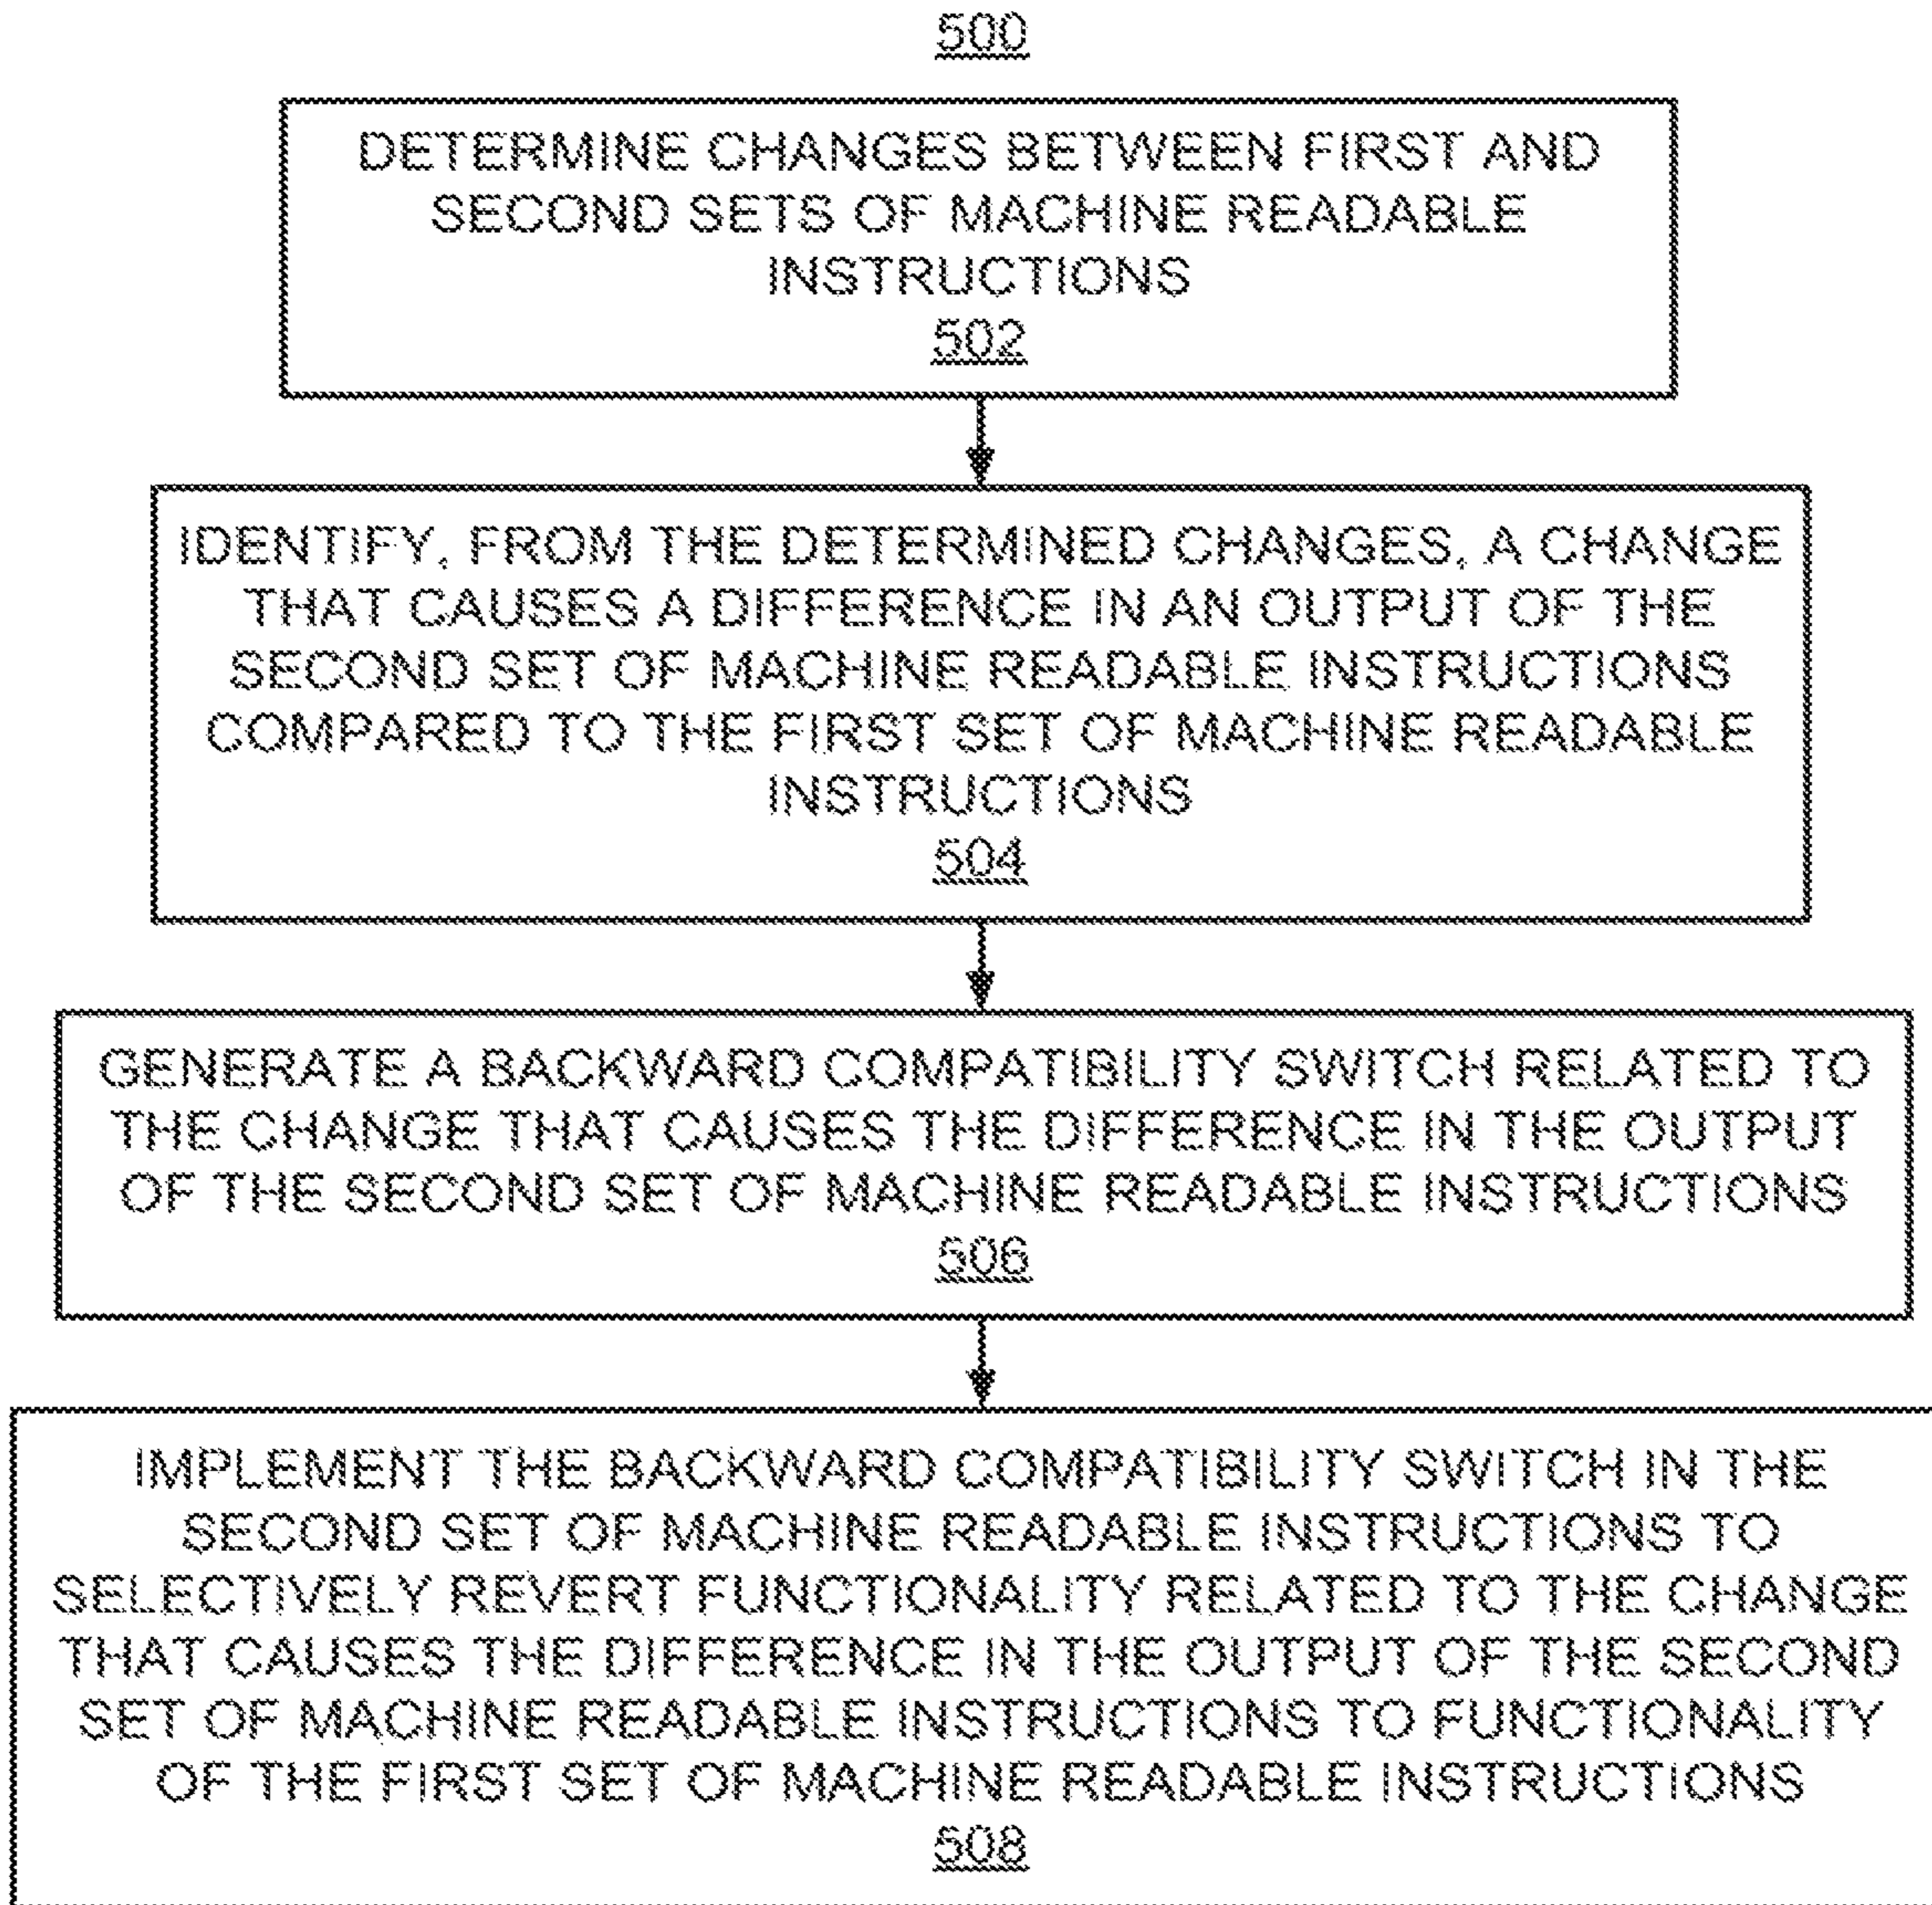 500
DETERMINE CHANGES BETWEEN FIRST AND
SECOND SETS OF MACHINE READABLE
INSTRUCTIONS
502
IDENTIFY, FROM THE DETERMINED CHANGES, A CHANGE
THAT CAUSES A DIFFERENCE IN AN OUTPUT OF THE
SECOND SET OF MACHINE READABLE INSTRUCTIONS
COMPARED TO THE FIRST SET OF MACHINE READABLE
INSTRUCTIONS
504
GENERATE A BACKWARD COMPATIBILITY SWITCH RELATED TO
THE CHANGE THAT CAUSES THE DIFFERENCE IN THE OUTPUT
OF THE SECOND SET OF MACHINE READABLE INSTRUCTIONS
506
IMPLEMENT THE BACKWARD COMPATIBILITY SWITCH IN THE
SECOND SET OF MACHINE READABLE INSTRUCTIONS TO
SELECTIVELY REVERT FUNCTIONALITY RELATED TO THE CHANGE
THAT CAUSES THE DIFFERENCE IN THE OUTPUT OF THE SECOND
SET OF MACHINE READABLE INSTRUCTIONS TO FUNCTIONALITY
OF THE FIRST SET OF MACHINE READABLE INSTRUCTIONS
508